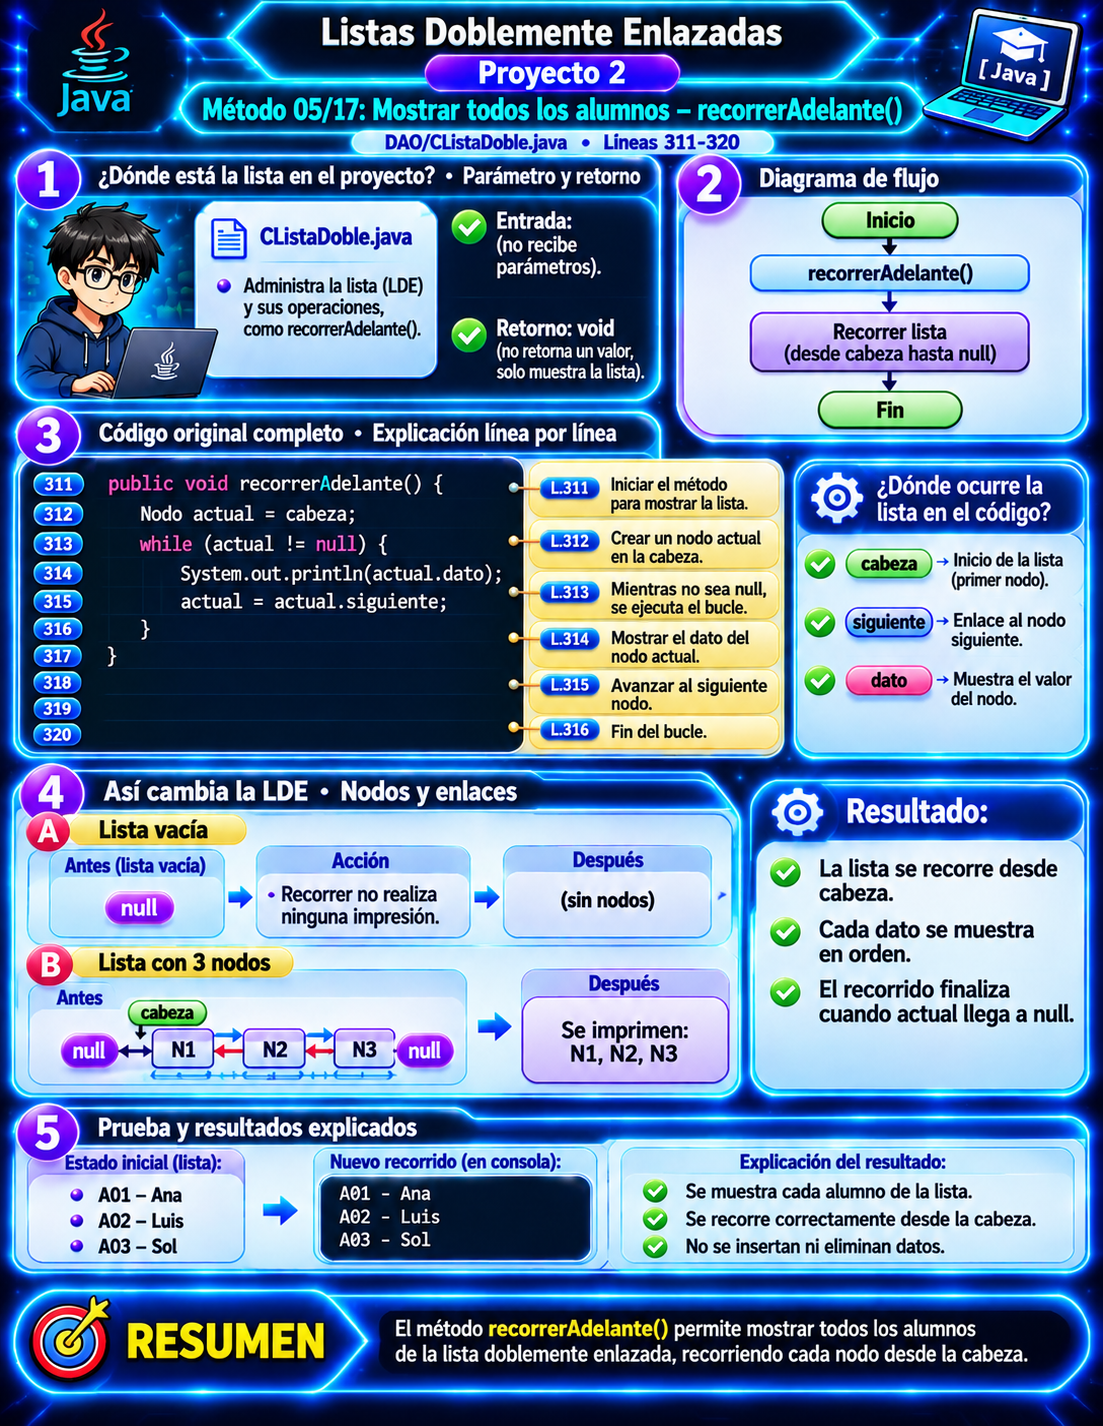 Java
Listas Doblemente Enlazadas
Proyecto 2
Método 05/17: Mostrar todos los alumnos – recorrerAdelante()
DAO/CListaDoble.java • Líneas 311-320
[ Java ]
1
¿Dónde está la lista en el proyecto? • Parámetro y retorno
CListaDoble.java
Administra la lista (LDE)
y sus operaciones,
como recorrerAdelante().
Entrada:
(no recibe
parámetros).
Retorno: void
(no retorna un valor,
solo muestra la lista).
2
Diagrama de flujo
Inicio
recorrerAdelante()
Recorrer lista
(desde cabeza hasta null)
Fin
3
Código original completo • Explicación línea por línea
311 public void recorrerAdelante() {
312 Nodo actual = cabeza;
313 while (actual != null) {
314 System.out.println(actual.dato);
315 actual = actual.siguiente;
316 }
317 }
318
319
320
L.311 Iniciar el método
para mostrar la lista.
L.312 Crear un nodo actual
en la cabeza.
L.313 Mientras no sea null,
se ejecuta el bucle.
L.314 Mostrar el dato del
nodo actual.
L.315 Avanzar al siguiente
nodo.
L.316 Fin del bucle.
¿Dónde ocurre la
lista en el código?
cabeza → Inicio de la lista
(primer nodo).
siguiente → Enlace al nodo
siguiente.
dato → Muestra el valor
del nodo.
4
Así cambia la LDE • Nodos y enlaces
A Lista vacía
Antes (lista vacía)
null
Acción
• Recorrer no realiza
ninguna impresión.
Después
(sin nodos)
B Lista con 3 nodos
Antes
cabeza
null N1 N2 N3 null
Después
Se imprimen:
N1, N2, N3
Resultado:
La lista se recorre desde
cabeza.
Cada dato se muestra
en orden.
El recorrido finaliza
cuando actual llega a null.
5
Prueba y resultados explicados
Estado inicial (lista):
A01 – Ana
A02 – Luis
A03 – Sol
Nuevo recorrido (en consola):
A01 - Ana
A02 - Luis
A03 - Sol
Explicación del resultado:
Se muestra cada alumno de la lista.
Se recorre correctamente desde la cabeza.
No se insertan ni eliminan datos.
RESUMEN
El método recorrerAdelante() permite mostrar todos los alumnos
de la lista doblemente enlazada, recorriendo cada nodo desde la cabeza.